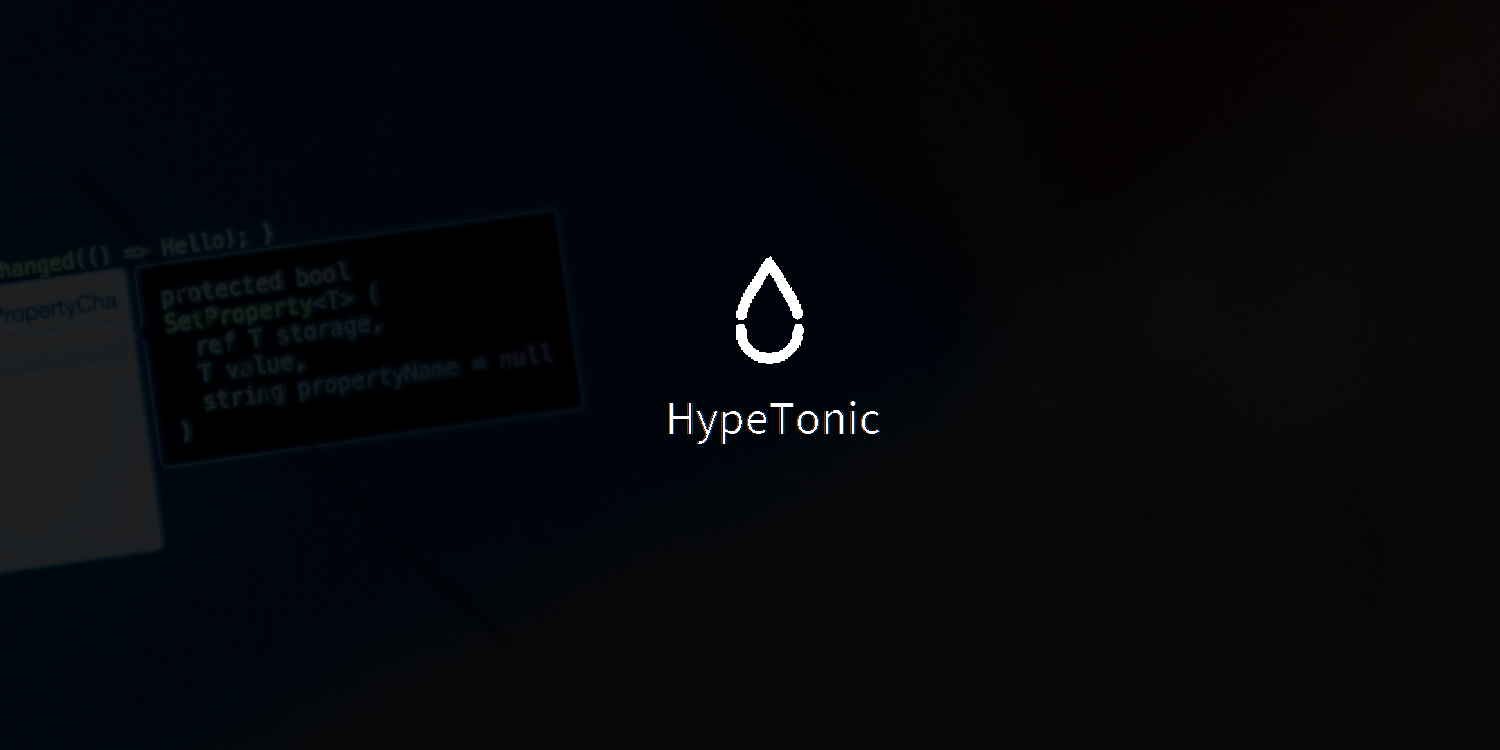 hanged(() => Hello); }
PropertyCha
protected bool
SetProperty<T> (
ref T storage,
T value,
string propertyName = null
)
HypeTonic